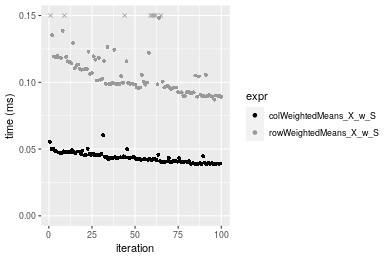 0.15
0.10
0.05
0.00
time (ms)
0
25
50
75
100
iteration
expr
colWeightedMeans_X_w_S
rowWeightedMeans_X_w_S